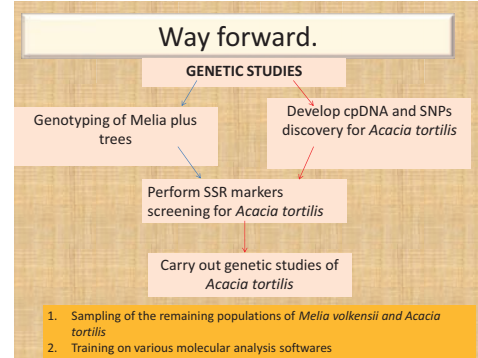 Way forward.
GENETIC STUDIES
Genotyping of Melia plus
trees
Develop cpDNA and SNPs
discovery for Acacia tortilis
Perform SSR markers
screening for Acacia tortilis
Carry out genetic studies of
Acacia tortilis
1. Sampling of the remaining populations of Melia volkensii and Acacia
tortilis
2. Training on various molecular analysis softwares